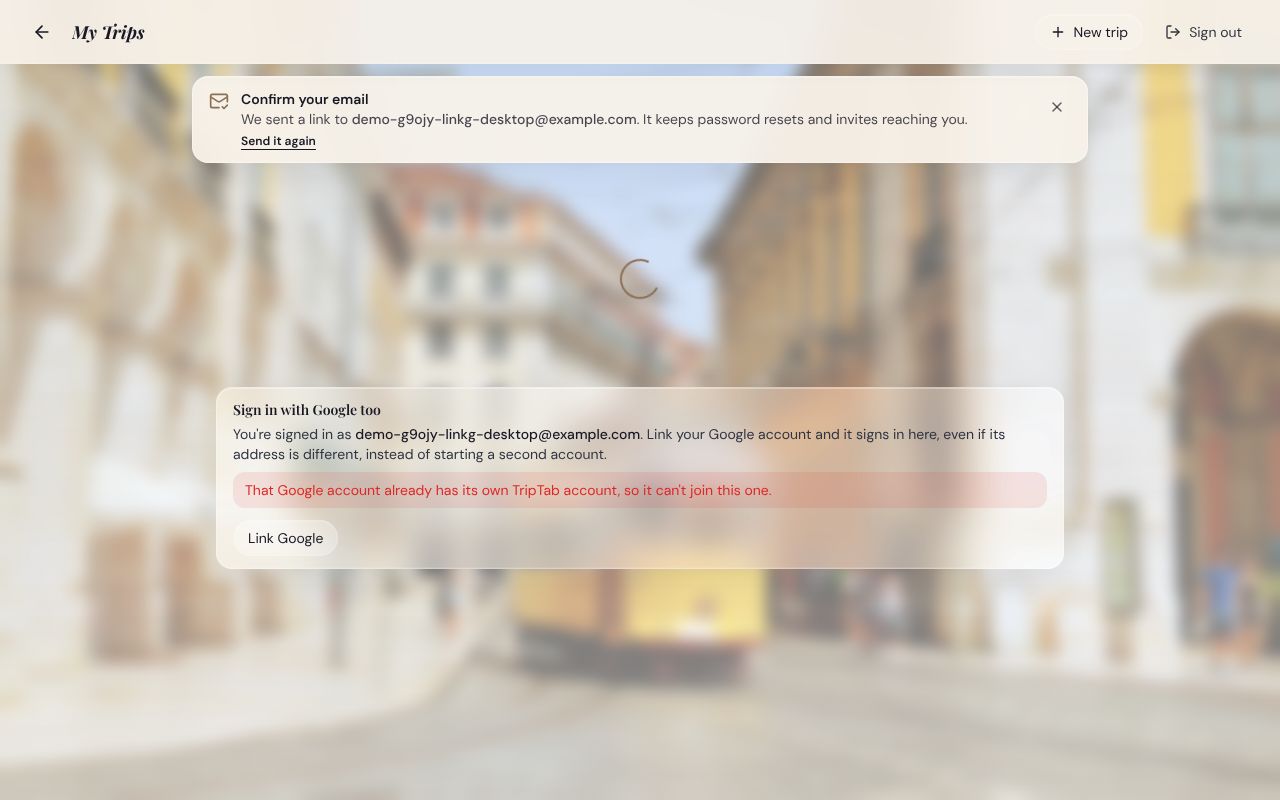 My Trips
New trip
Sign out
Confirm your email
We sent a link to demo-g9ojy-linkg-desktop@example.com. It keeps password resets and invites reaching you.
Send it again
Sign in with Google too
You're signed in as demo-g9ojy-linkg-desktop@example.com. Link your Google account and it signs in here, even if its
address is different, instead of starting a second account.
That Google account already has its own TripTab account, so it can't join this one.
Link Google